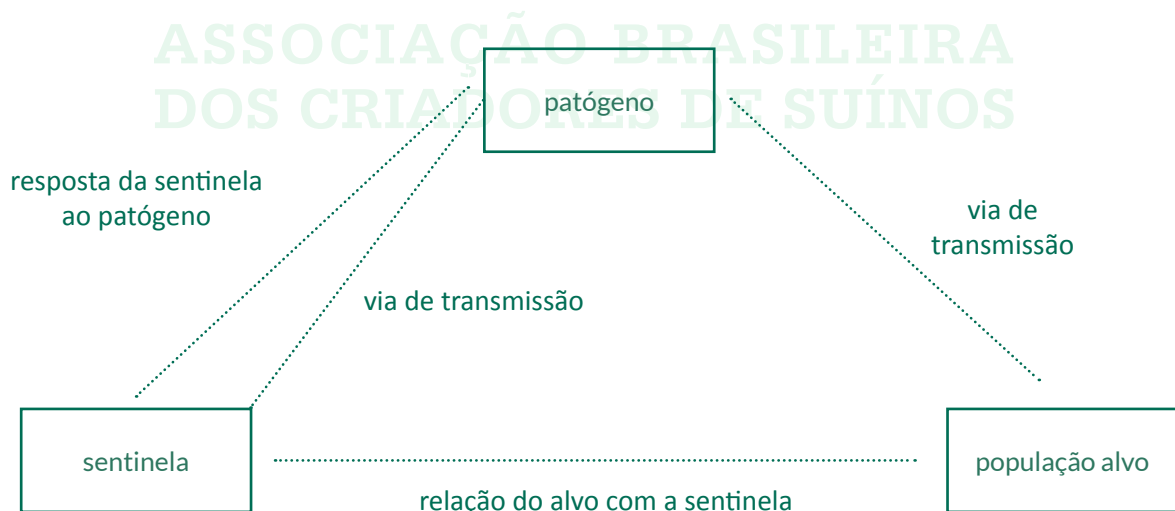 ASSOCIAÇÃO BRASILEIRA
DOS CRIADORES DE SUÍNOS
patógeno
resposta da sentinela
ao patógeno
via de
transmissão
via de transmissão
sentinela
população alvo
relação do alvo com a sentinela